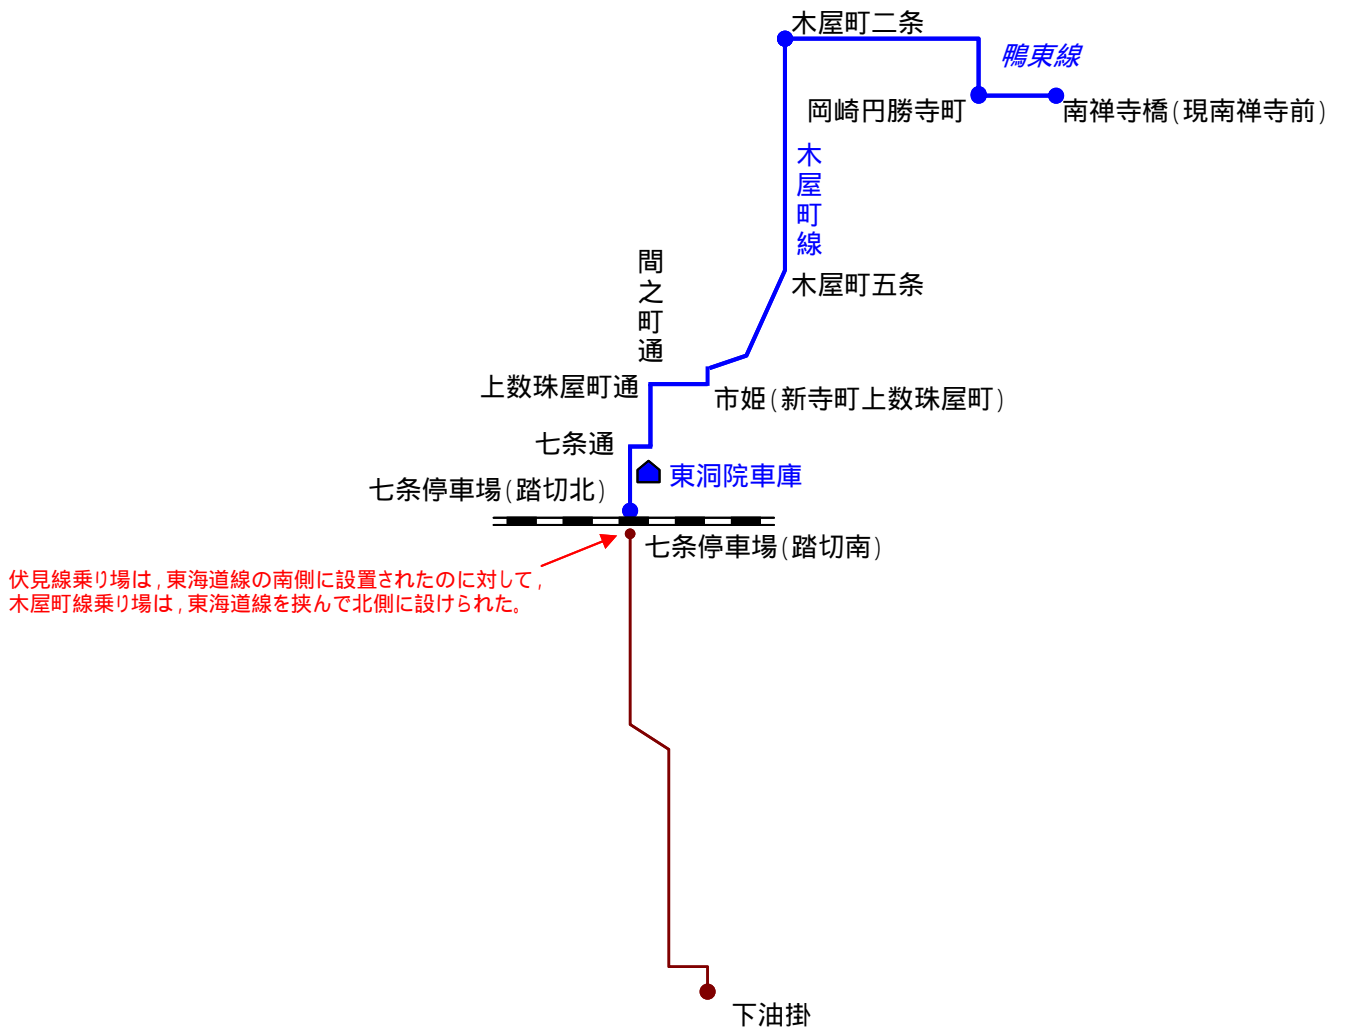 木屋町二条
鴨東線
岡崎円勝寺町
南禅寺橋(現南禅寺前)
木屋町線
間之町通
木屋町五条
上数珠屋町通
市姫(新寺町上数珠屋町)
七条通
東洞院車庫
七条停車場(踏切北)
七条停車場(踏切南)
伏見線乗り場は,東海道線の南側に設置されたのに対して,
木屋町線乗り場は,東海道線を挟んで北側に設けられた。
下油掛